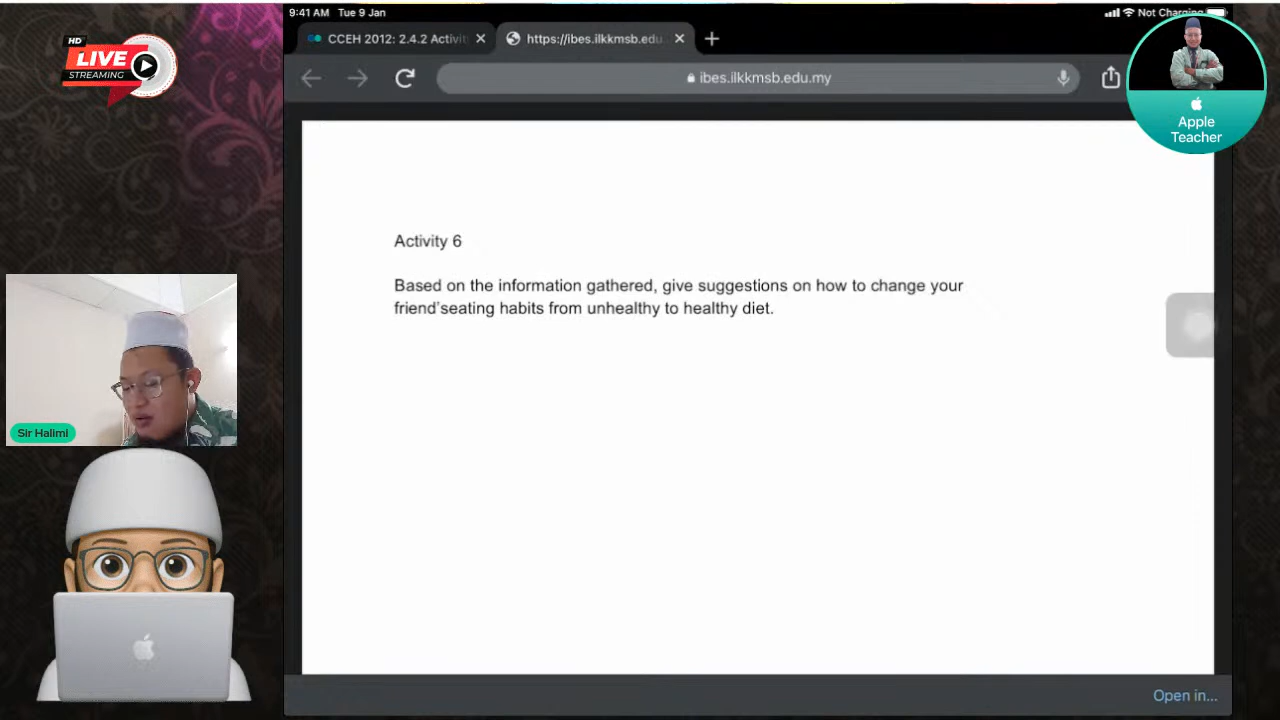 9:41 AM Tue 9 Jan
Not Charging
HD
LIVE
STREAMING
CCEH 2012: 2.4.2 Activit
https://ibes.ilkkmsb.edu
ibes.ilkkmsb.edu.my
Apple
Teacher
Activity 6
Based on the information gathered, give suggestions on how to change your
friend'seating habits from unhealthy to healthy diet.
Sir Halimi
Open in...